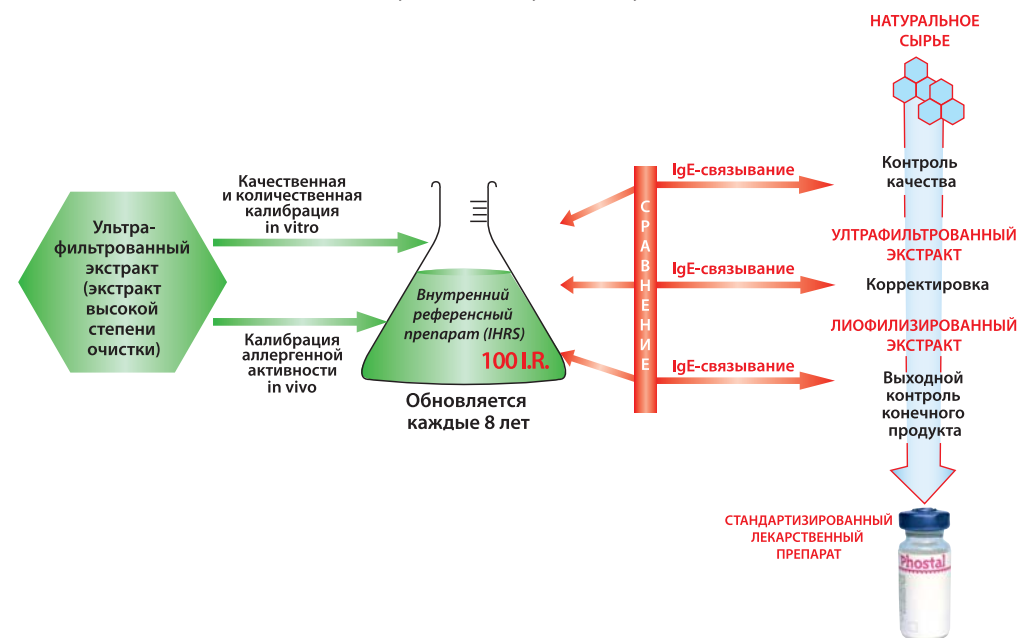 НАТУРАЛЬНОЕ
СЫРЬЕ
Контроль
качества
УЛТРАФИЛЬТРОВАННЫЙ
ЭКСТРАКТ
Корректировка
ЛИОФИЛИЗИРОВАННЫЙ
ЭКСТРАКТ
Выходной
контроль
конечного
продукта
СТАНДАРТИЗИРОВАННЫЙ
ЛЕКАРСТВЕННЫЙ
ПРЕПАРАТ
Phostal
IgE-связывание
IgE-связывание
IgE-связывание
СРАВНЕНИЕ
Качественная
и количественная
калибрация
in vitro
Ультра-
фильтрованный
экстракт
(экстракт
высокой
степени
очистки)
Калибрация
аллергенной
активности
in vivo
Внутренний
референсный
препарат (IHRS)
100 I.R.
Обновляется
каждые 8 лет